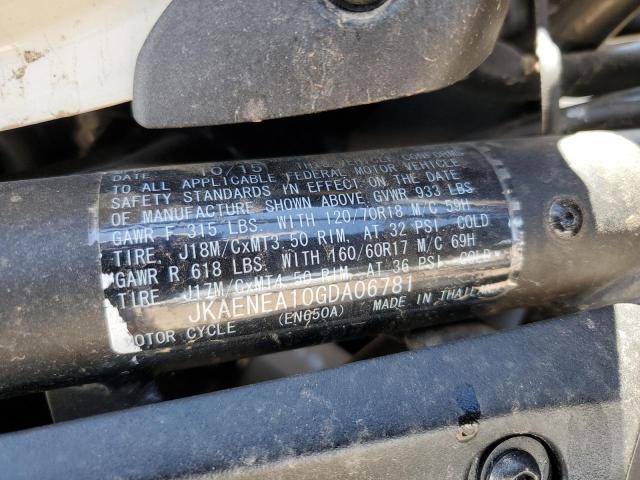 DATE 10/15 THIS VEHICLE CONFORMS
TO ALL APPLICABLE FEDERAL MOTOR VEHICLE
SAFETY STANDARDS IN EFFECT ON THE DATE
OF MANUFACTURE SHOWN ABOVE GVWR 933 LBS
GAWR F 315 LBS. WITH 120/70R18 M/C 59H
TIRE, J18M/CxMT3.50 RIM, AT 32 PSI COLD
GAWR R 618 LBS. WITH 160/60R17 M/C 69H
TIRE, J17M/CxMT4.50 RIM, AT 36 PSI COLD
JKAENEA10GDA06781
MOTOR CYCLE (EN650A) MADE IN THAILAND